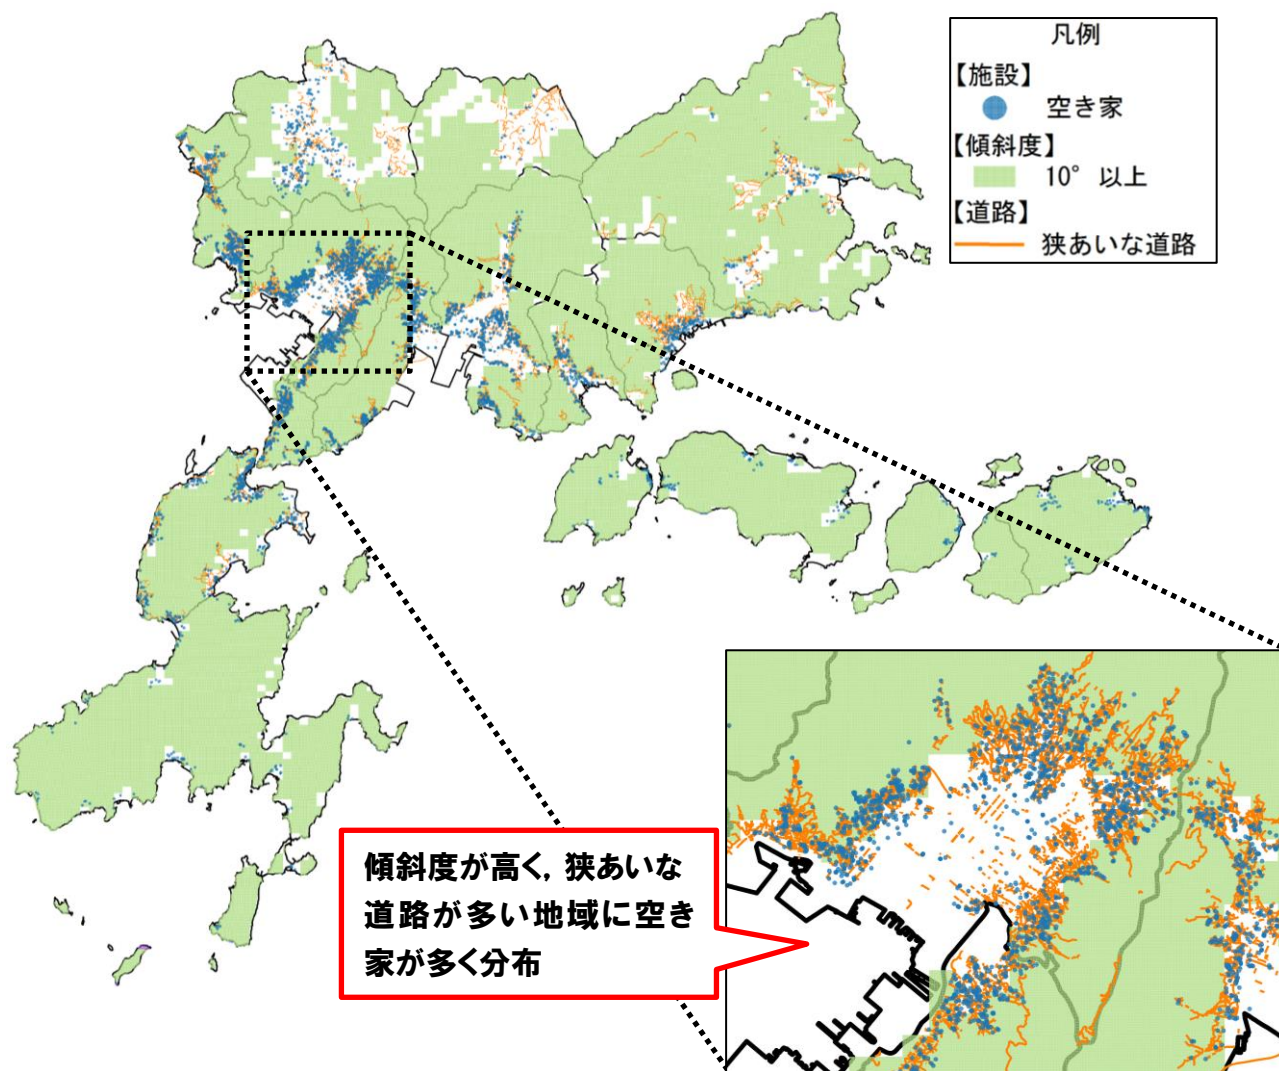 凡例
【施設】
空き家
【傾斜度】
10° 以上
【道路】
狭あいな道路
傾斜度が高く,狭あいな
道路が多い地域に空き
家が多く分布